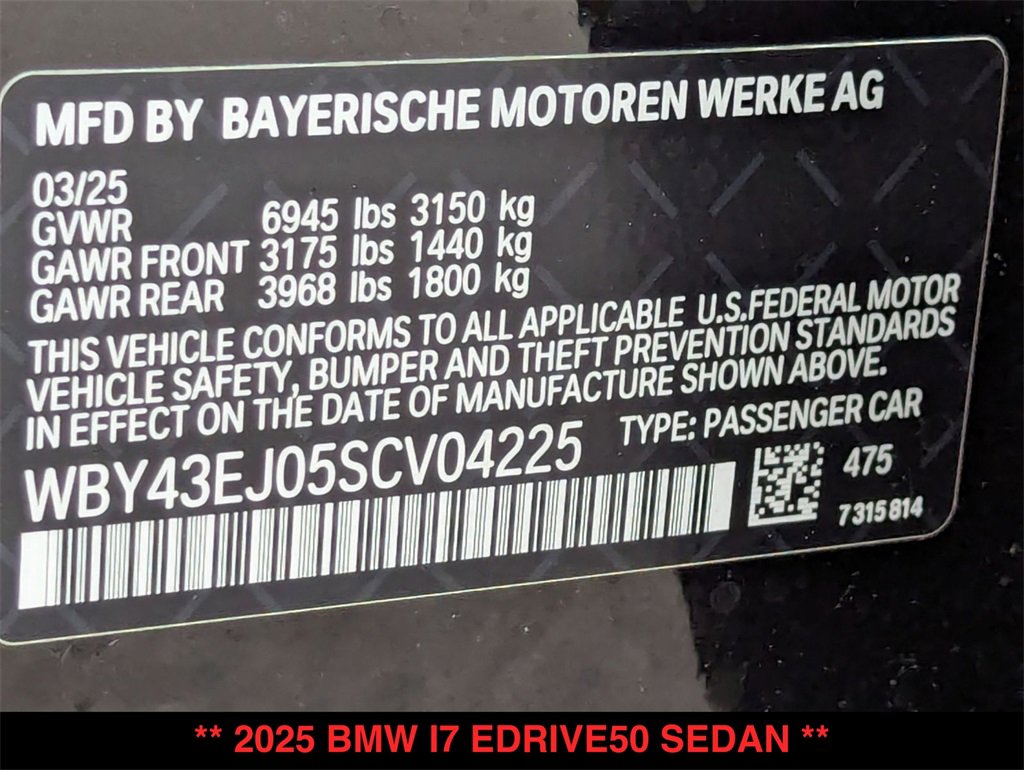 MFD BY BAYERISCHE MOTOREN WERKE AG
03/25
GVWR 6945 lbs 3150 kg
GAWR FRONT 3175 lbs 1440 kg
GAWR REAR 3968 lbs 1800 kg
THIS VEHICLE CONFORMS TO ALL APPLICABLE U.S.FEDERAL MOTOR
VEHICLE SAFETY, BUMPER AND THEFT PREVENTION STANDARDS
IN EFFECT ON THE DATE OF MANUFACTURE SHOWN ABOVE.
WBY43EJ05SCV04225 TYPE: PASSENGER CAR
475
7315814
** 2025 BMW I7 EDRIVE50 SEDAN **